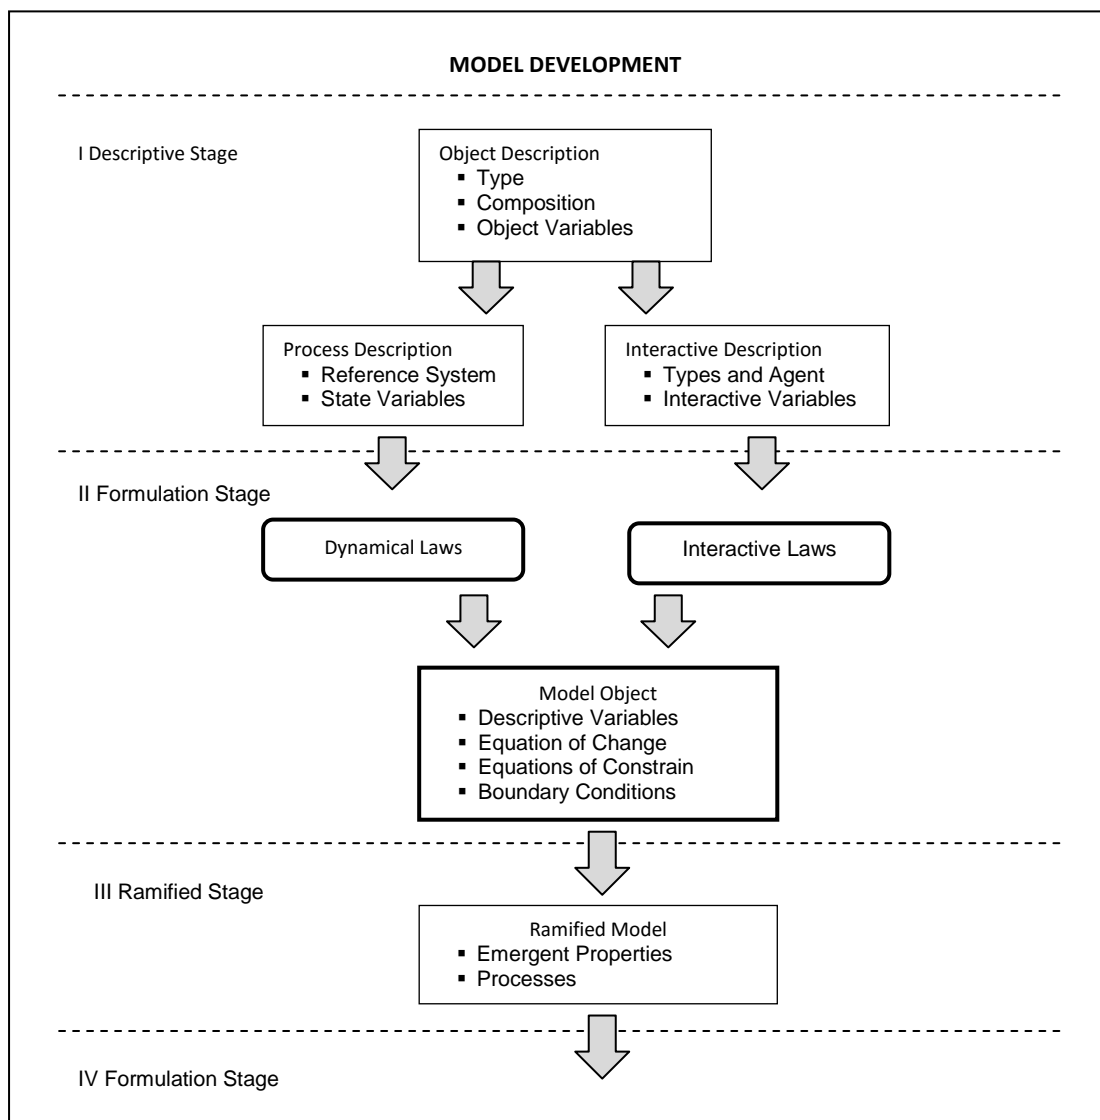 MODEL DEVELOPMENT
I Descriptive Stage
Object Description
▪ Type
▪ Composition
▪ Object Variables
Process Description
▪ Reference System
▪ State Variables
Interactive Description
▪ Types and Agent
▪ Interactive Variables
II Formulation Stage
Dynamical Laws
Interactive Laws
Model Object
▪ Descriptive Variables
▪ Equation of Change
▪ Equations of Constrain
▪ Boundary Conditions
III Ramified Stage
Ramified Model
▪ Emergent Properties
▪ Processes
IV Formulation Stage